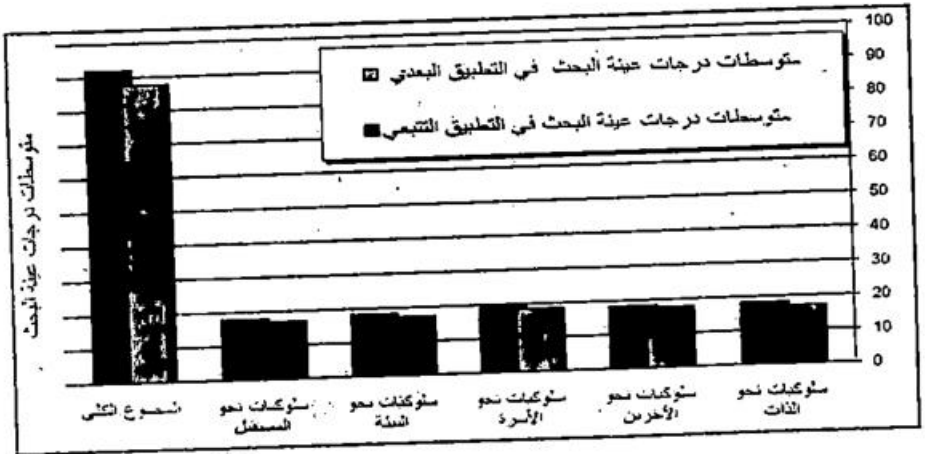 متوسطات درجات عينة البحث في التطبيق البعدي
متوسطات درجات عينة البحث في التطبيق التتبعي
متوسطات درجات عينة البحث
100
90
80
70
60
50
40
30
20
10
0
سلوكيات نحو الذات
سلوكيات نحو الأخرين
سلوكيات نحو الأسرة
سلوكيات نحو البيئة
سلوكيات نحو المستقبل
المجموع الكلى